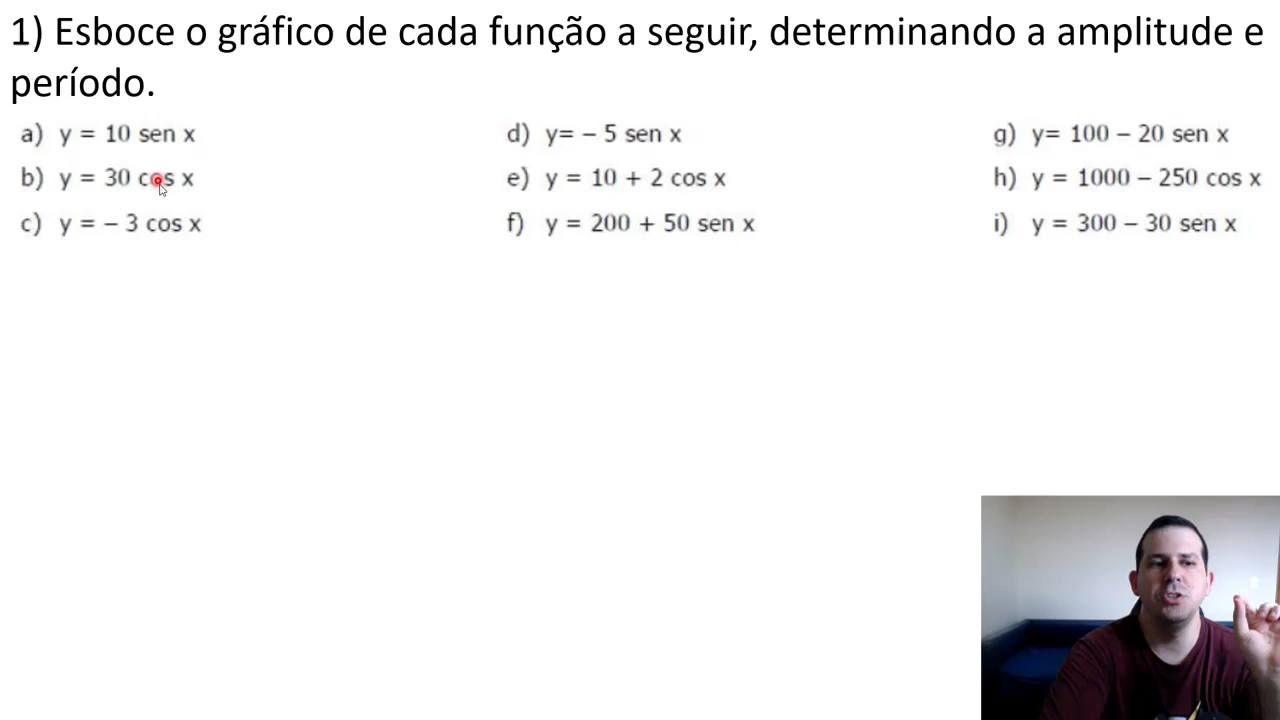 1) Esboce o gráfico de cada função a seguir, determinando a amplitude e
período.
a) y = 10 sen x
b) y = 30 cos x
c) y = – 3 cos x
d) y= – 5 sen x
e) y = 10 + 2 cos x
f) y = 200 + 50 sen x
g) y= 100 – 20 sen x
h) y = 1000 – 250 cos x
i) y = 300 – 30 sen x